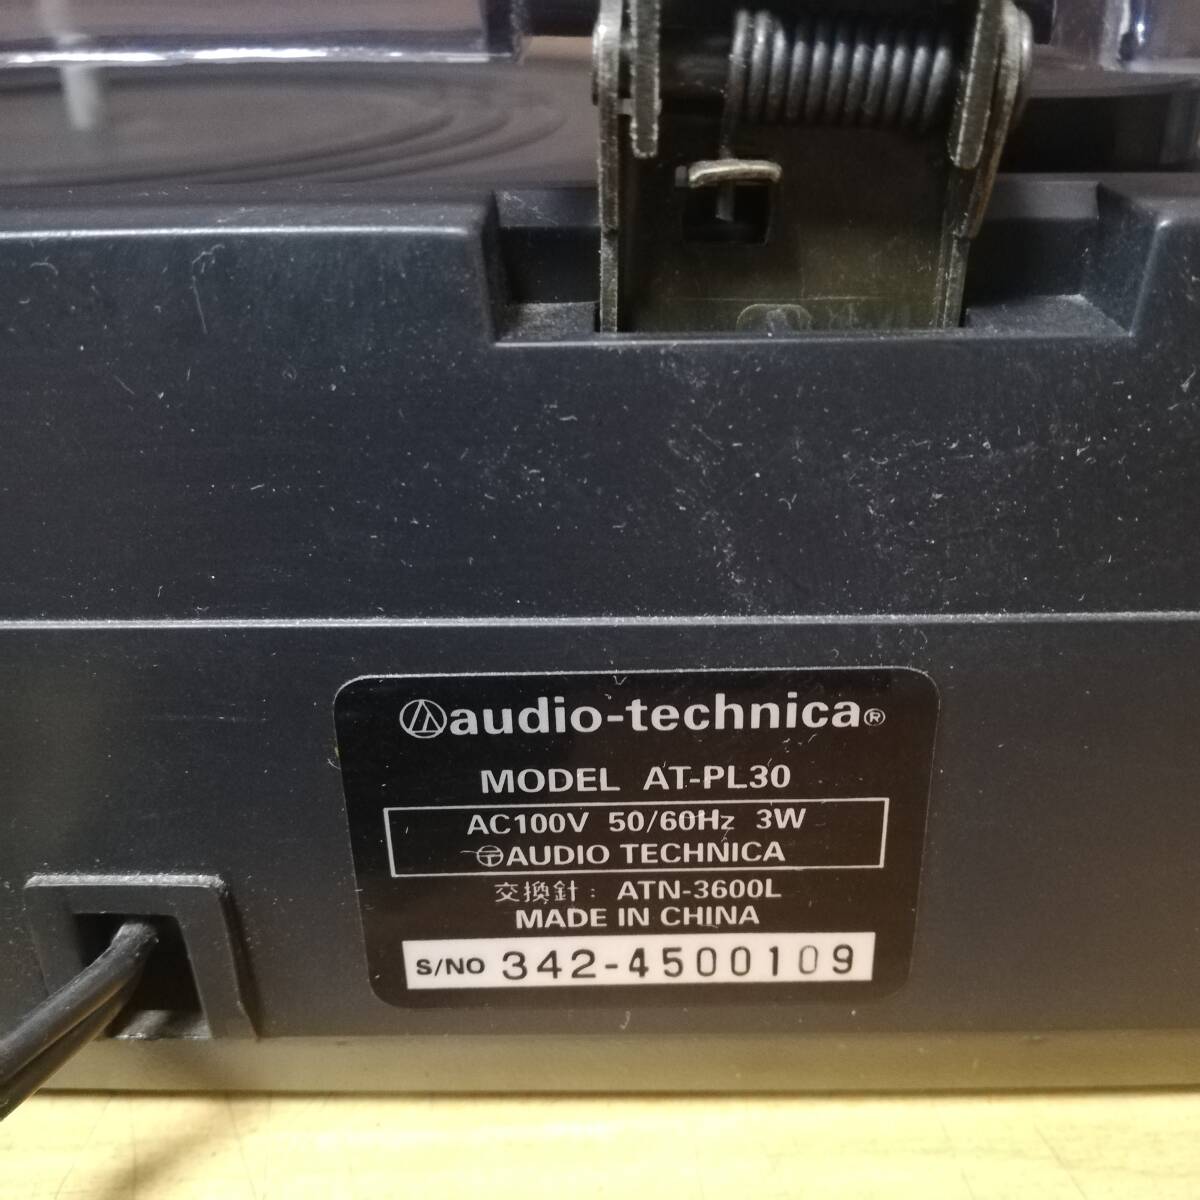 audio-technica®
MODEL AT-PL30
AC100V 50/60Hz 3W
AUDIO TECHNICA
交換針: ATN-3600L
MADE IN CHINA
S/NO 342-4500109